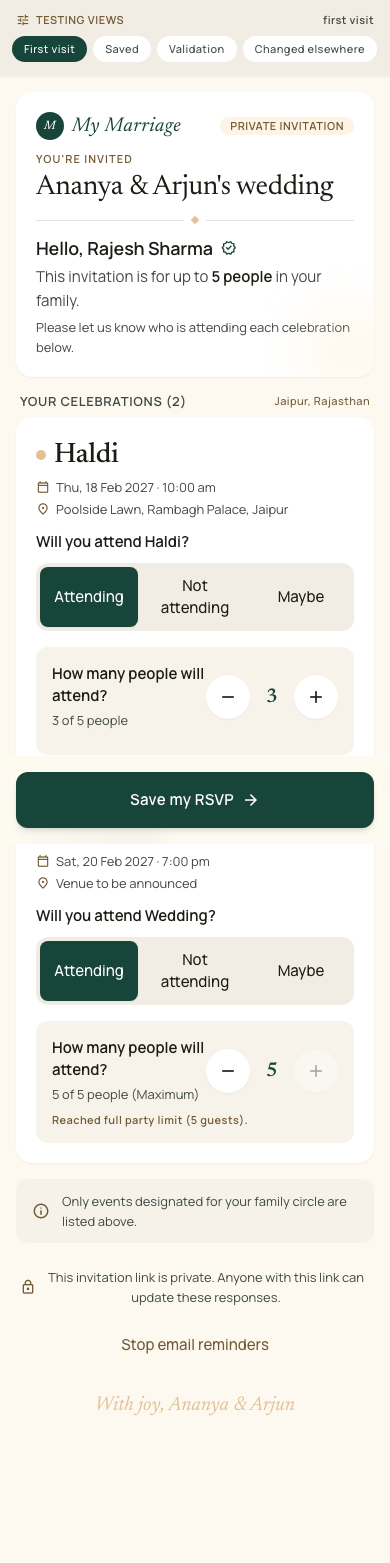 TESTING VIEWS
first visit
First visit
Saved
Validation
Changed elsewhere
M
My Marriage
PRIVATE INVITATION
YOU'RE INVITED
Ananya & Arjun's wedding
Hello, Rajesh Sharma
This invitation is for up to 5 people in your
family.
Please let us know who is attending each celebration
below.
YOUR CELEBRATIONS (2)
Jaipur, Rajasthan
Haldi
Thu, 18 Feb 2027 · 10:00 am
Poolside Lawn, Rambagh Palace, Jaipur
Will you attend Haldi?
Attending
Not
attending
Maybe
How many people will
attend?
3 of 5 people
−
3
+
Save my RSVP →
Sat, 20 Feb 2027 · 7:00 pm
Venue to be announced
Will you attend Wedding?
Attending
Not
attending
Maybe
How many people will
attend?
5 of 5 people (Maximum)
−
5
+
Reached full party limit (5 guests).
Only events designated for your family circle are
listed above.
This invitation link is private. Anyone with this link can
update these responses.
Stop email reminders
With joy, Ananya & Arjun